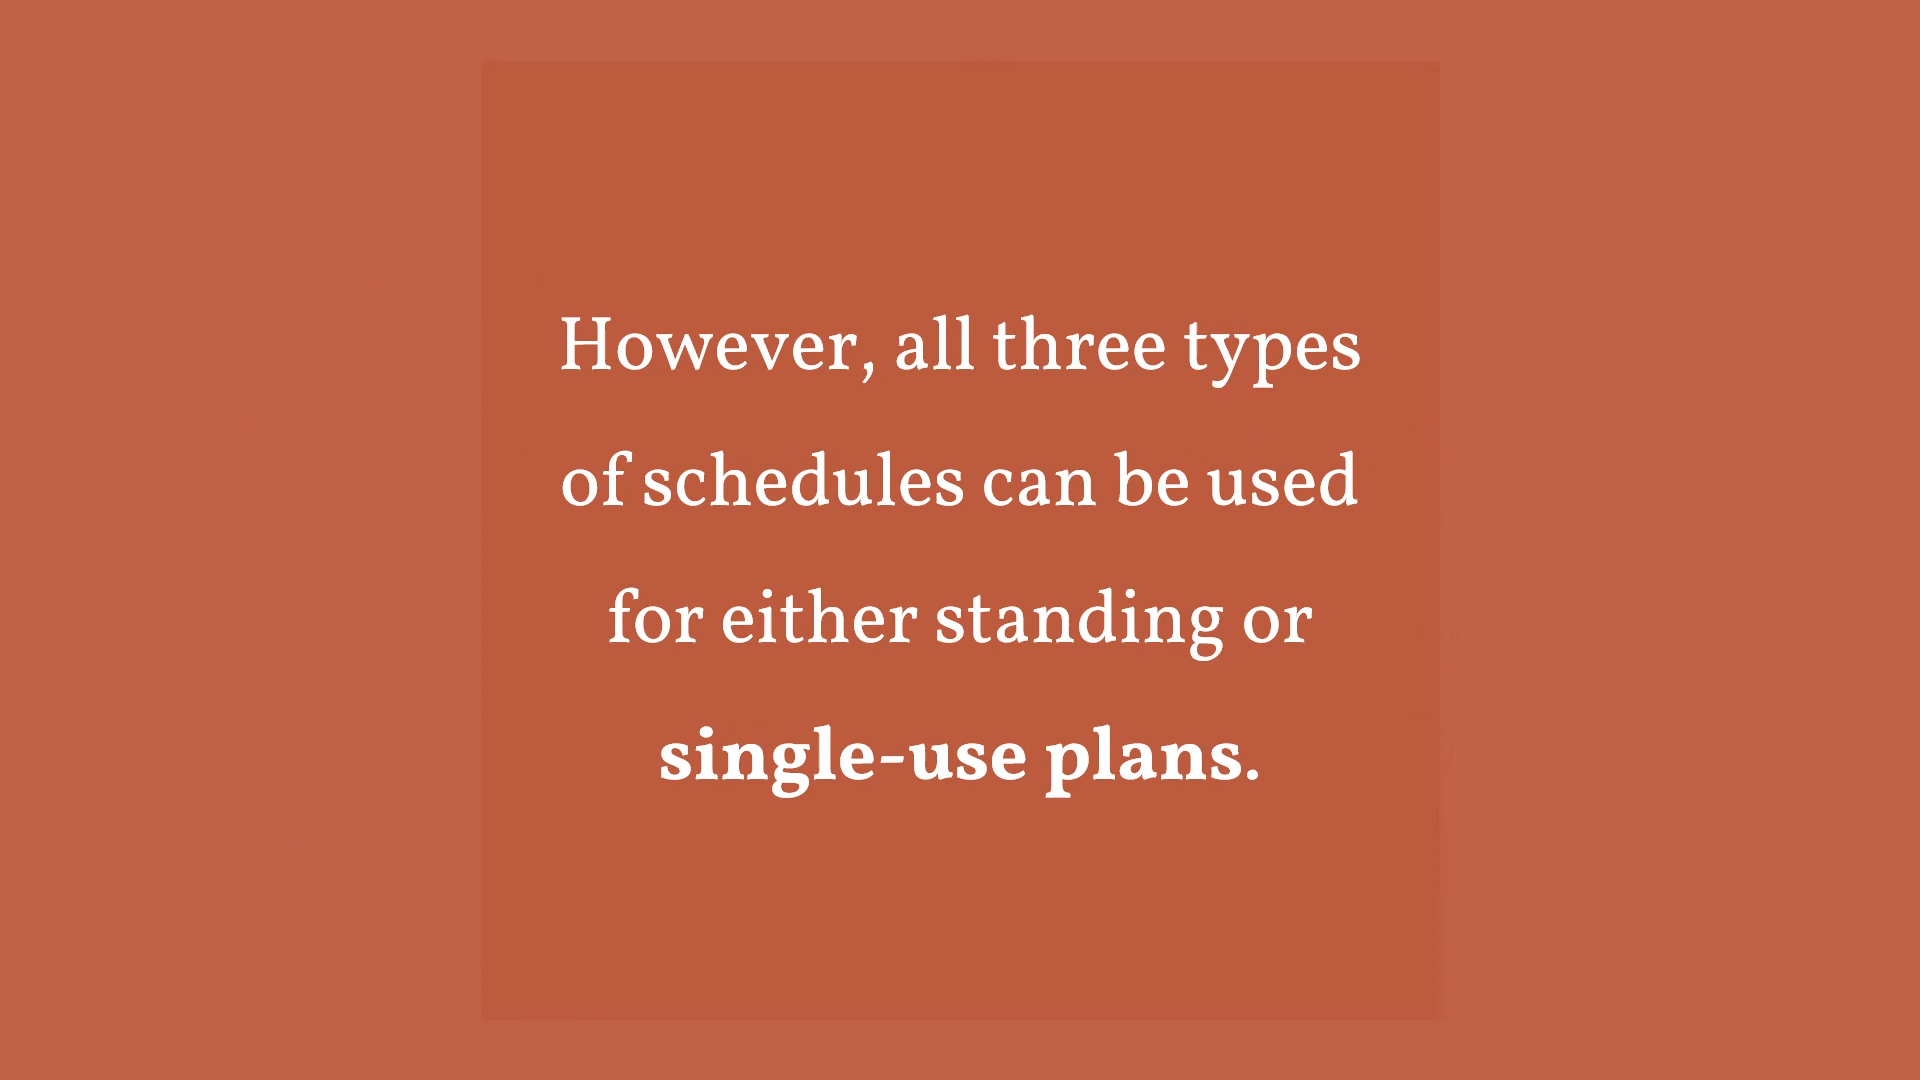 However, all three types
of schedules can be used
for either standing or
single-use plans.